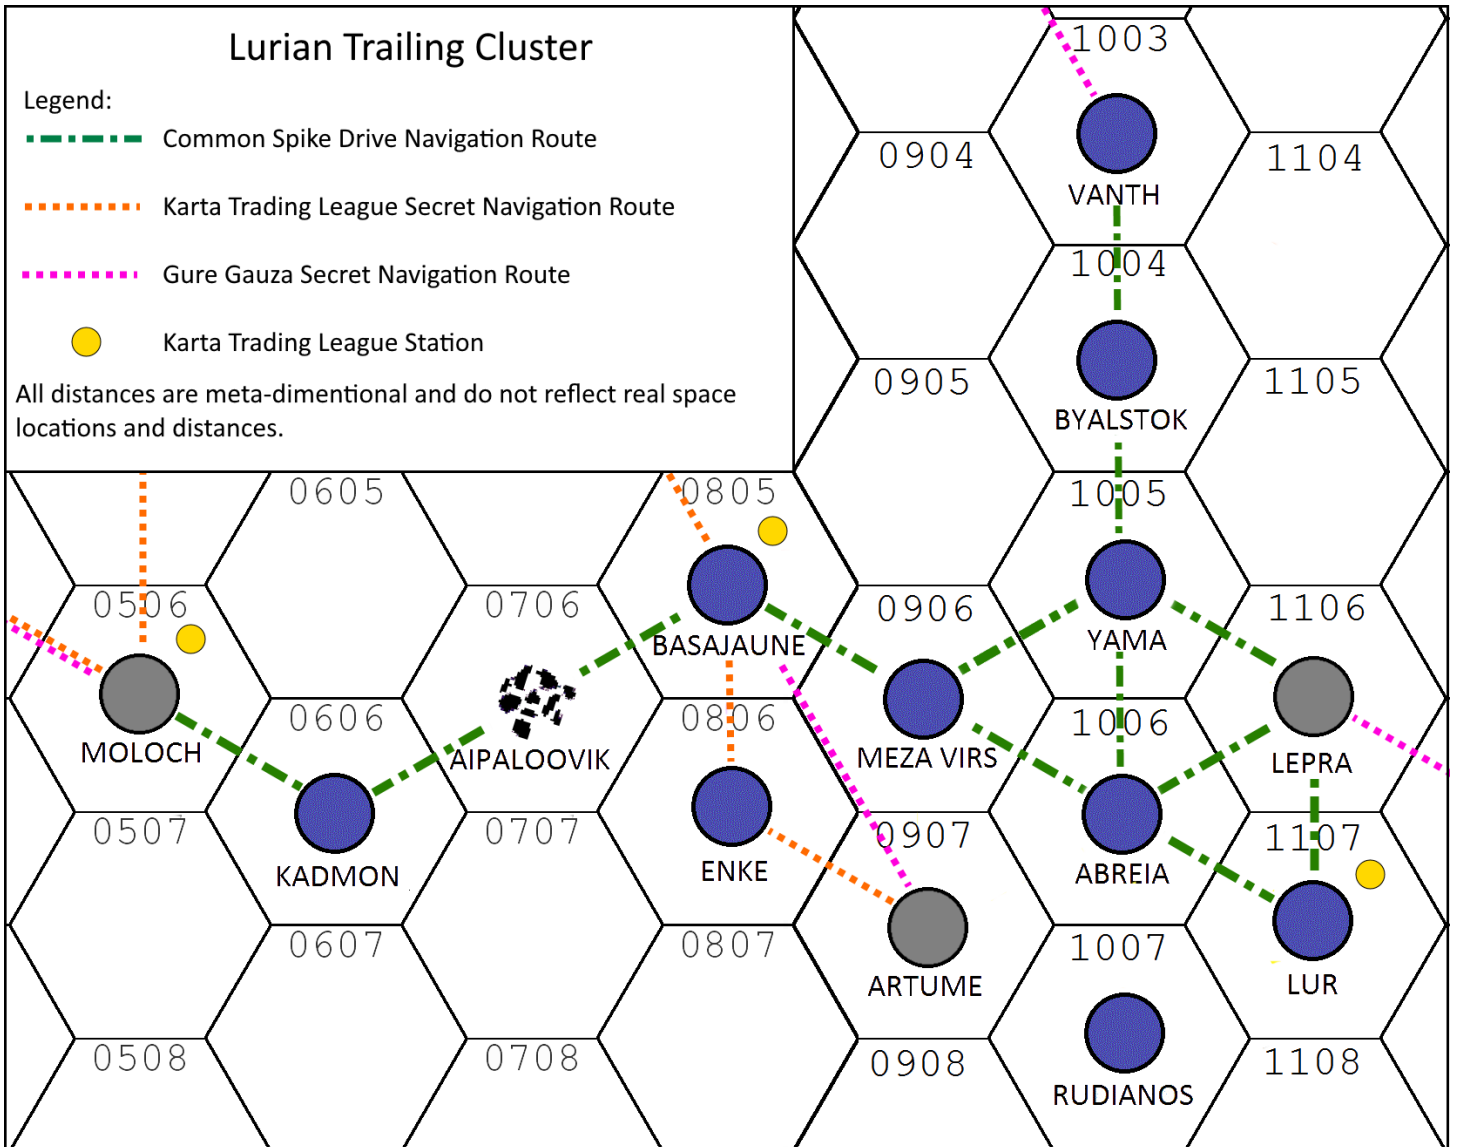 Lurian Trailing Cluster
Legend:
Common Spike Drive Navigation Route
Karta Trading League Secret Navigation Route
Gure Gauza Secret Navigation Route
Karta Trading League Station
All distances are meta-dimentional and do not reflect real space
locations and distances.
1003
0904
1104
VANTH
1004
0905
1105
BYALSTOK
0605
0805
1005
0506
0706
0906
1106
BASAJAUNE
YAMA
0606
0806
1006
MOLOCH
AIPALOOVIK
MEZA VIRS
LEPRA
0507
0707
0907
1107
KADMON
ENKE
ABREIA
0607
0807
1007
ARTUME
LUR
0508
0708
0908
1108
RUDIANOS